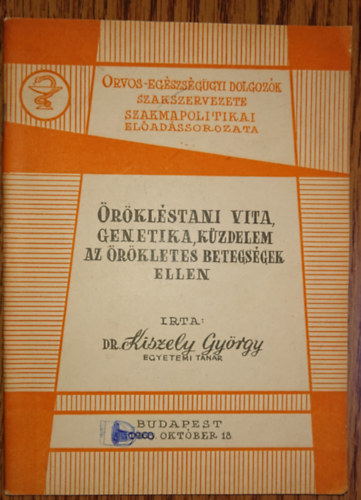 ORVOS-EGÉSZSÉGÜGYI DOLGOZÓK
SZAKSZERVEZETE
SZAKMAPOLITIKAI
ELŐADÁSSOROZATA
ÖRÖKLÉSTANI VITA,
GENETIKA, KÜZDELEM
AZ ÖRÖKLETES BETEGSÉGEK
ELLEN
IRTA:
DR. Kiszely György
EGYETEMI TANÁR
BUDAPEST
OKTÓBER 15